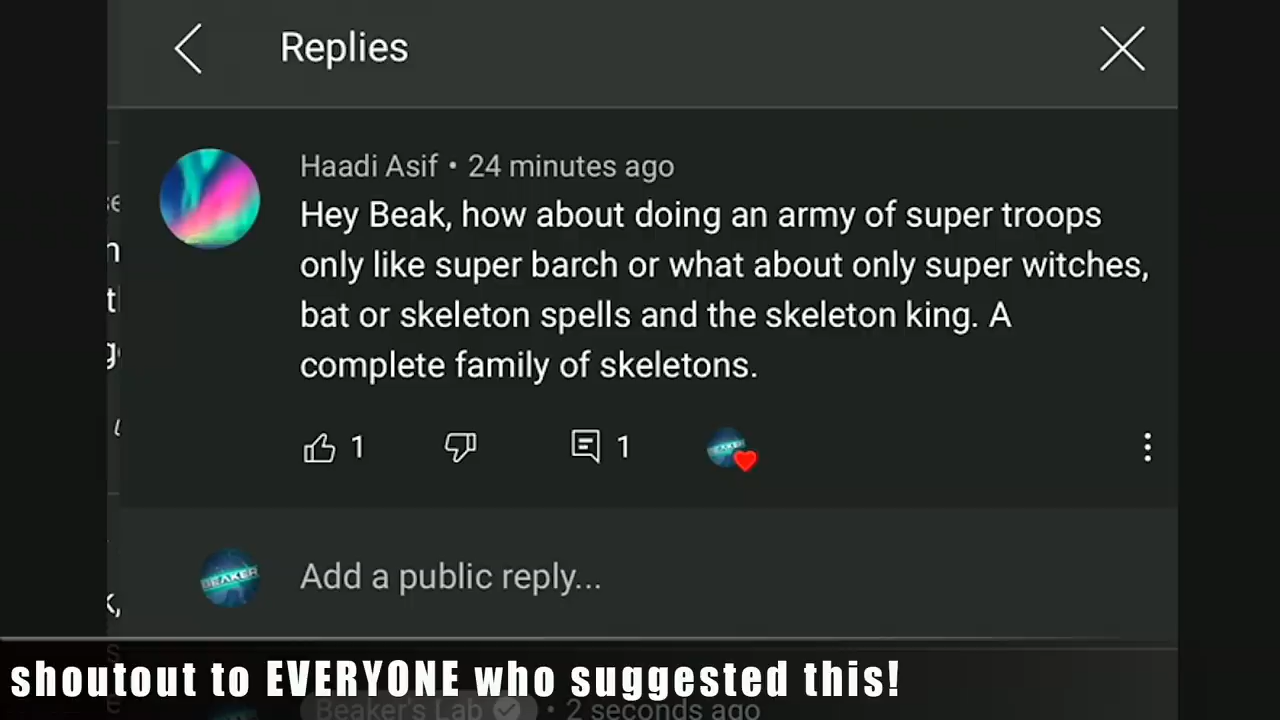 Replies
Haadi Asif • 24 minutes ago
Hey Beak, how about doing an army of super troops
only like super barch or what about only super witches,
bat or skeleton spells and the skeleton king. A
complete family of skeletons.
1 1
BEAKER
BEAKER Add a public reply...
shoutout to EVERYONE who suggested this!
Beaker's Lab • 2 seconds ago